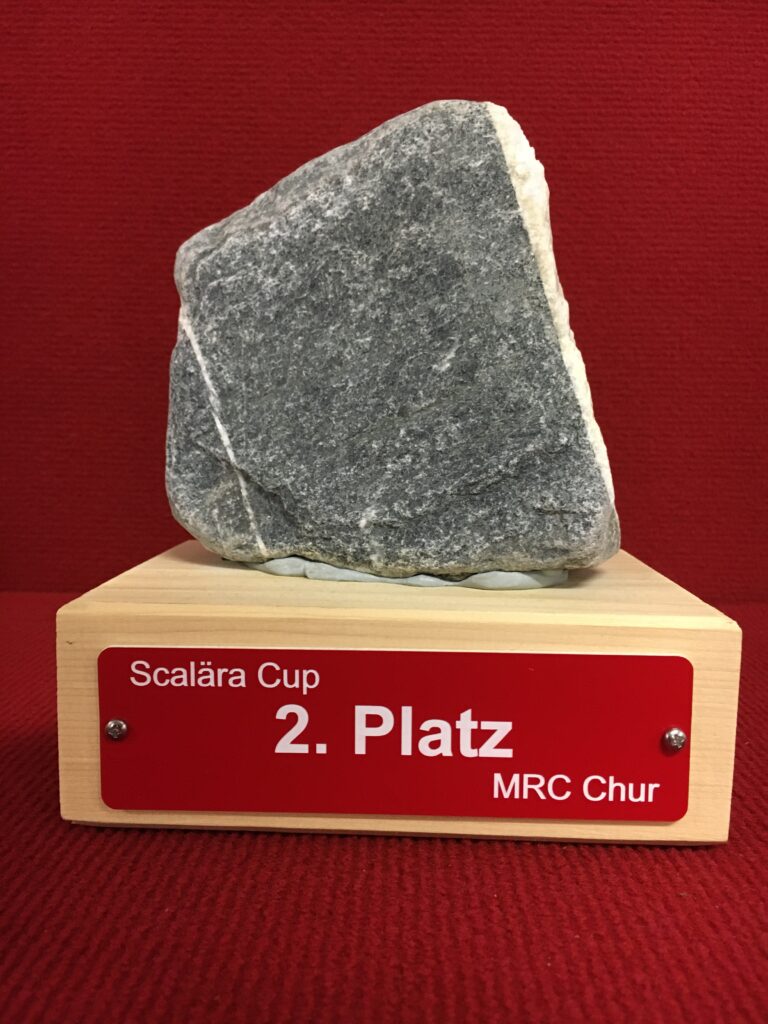 Scalära Cup
2. Platz
MRC Chur